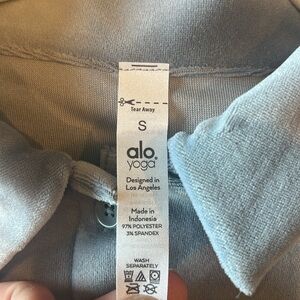 Tear Away
S
alo
yoga
Designed in
Los Angeles
Made in
Indonesia
97% POLYESTER
3% SPANDEX
WASH
SEPARATELY